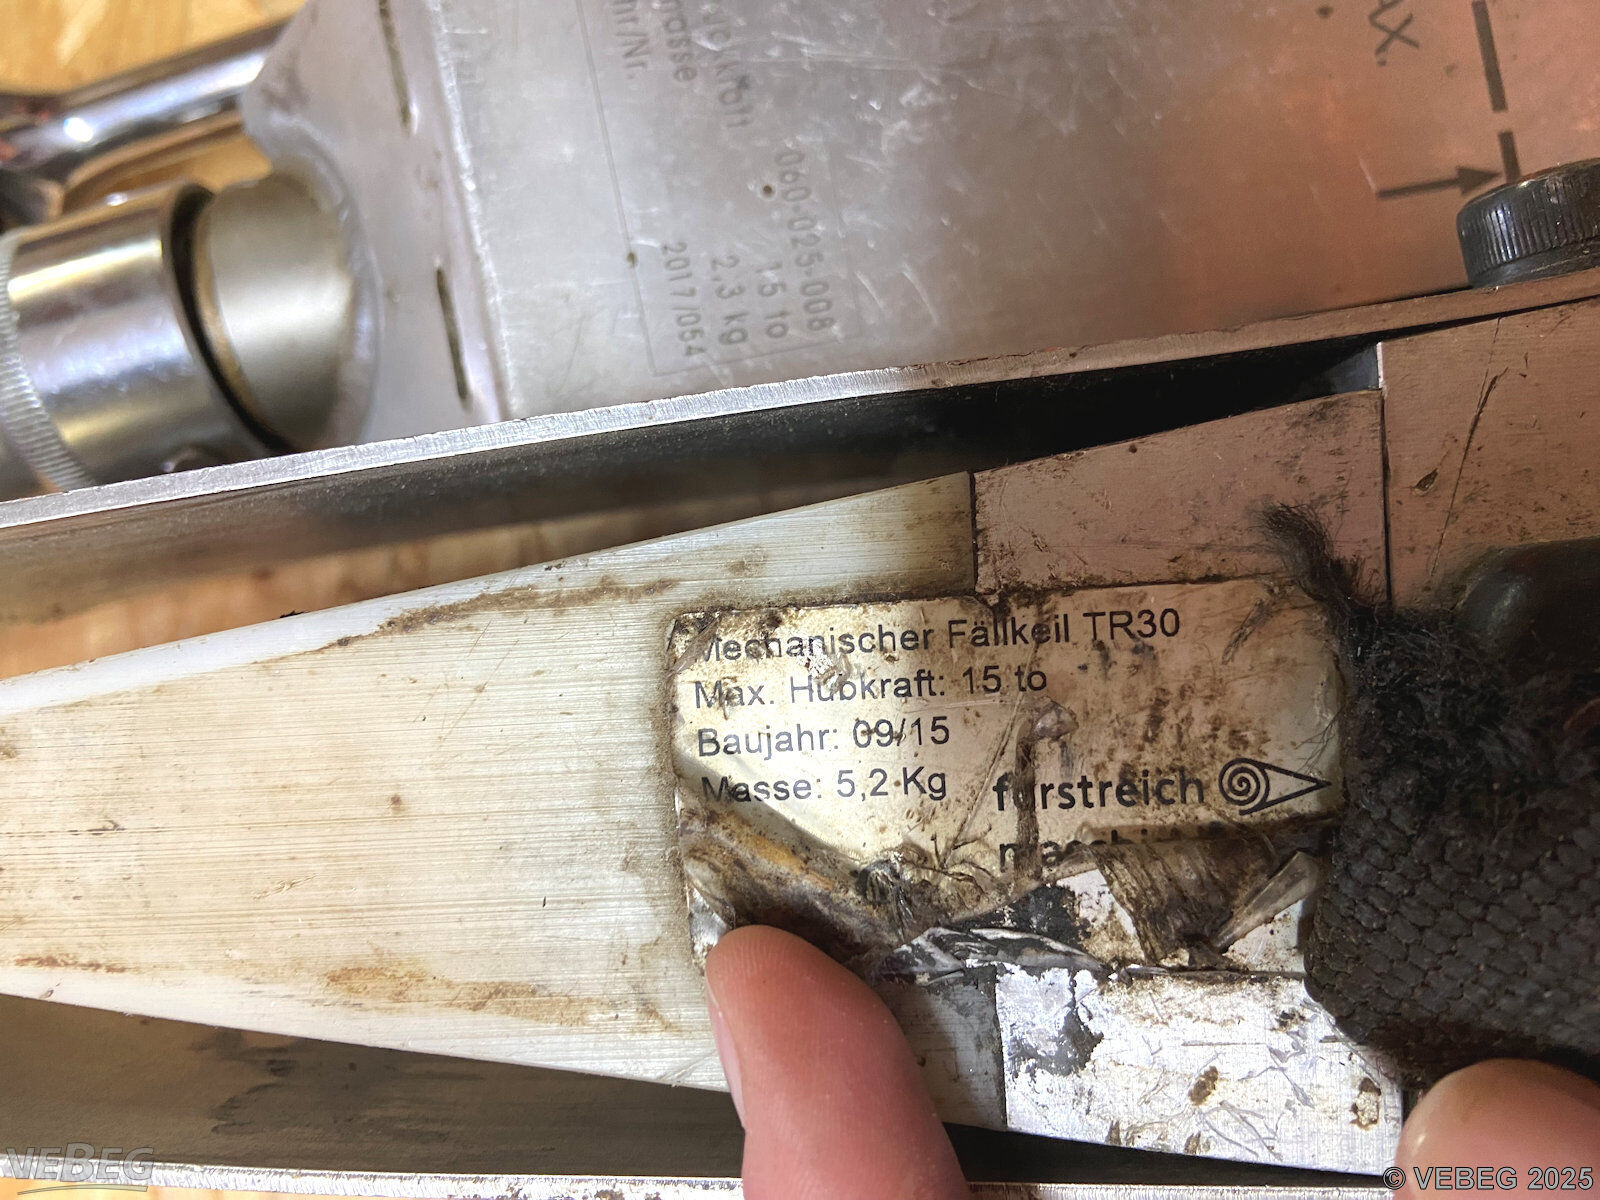 MAX.
060-025-008
15 to
2,3 kg
2017/054
Mechanischer Fällkeil TR30
Max. Hubkraft: 15 to
Baujahr: 09/15
Masse: 5,2 Kg
forstreich
VEBEG
© VEBEG 2025